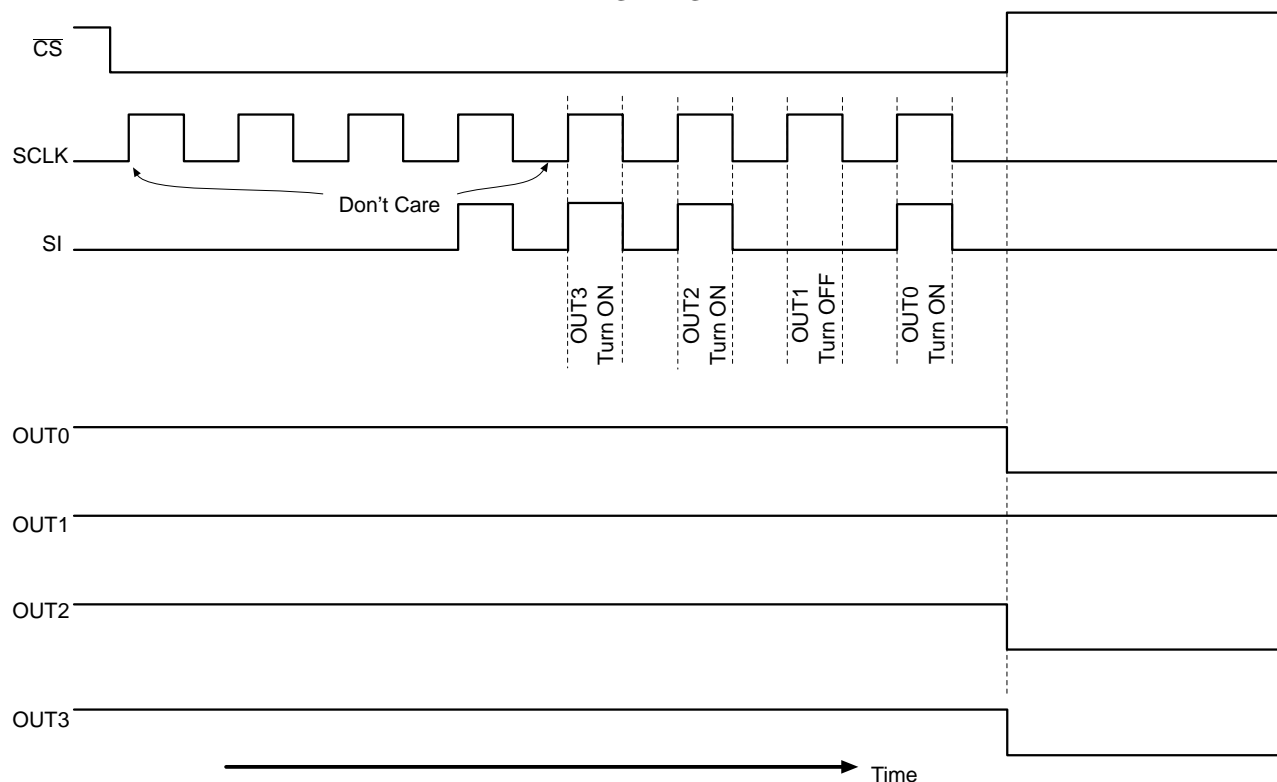 CS
SCLK
Don't Care
SI
OUT3
Turn ON
OUT2
Turn ON
OUT1
Turn OFF
OUT0
Turn ON
OUT0
OUT1
OUT2
OUT3
Time